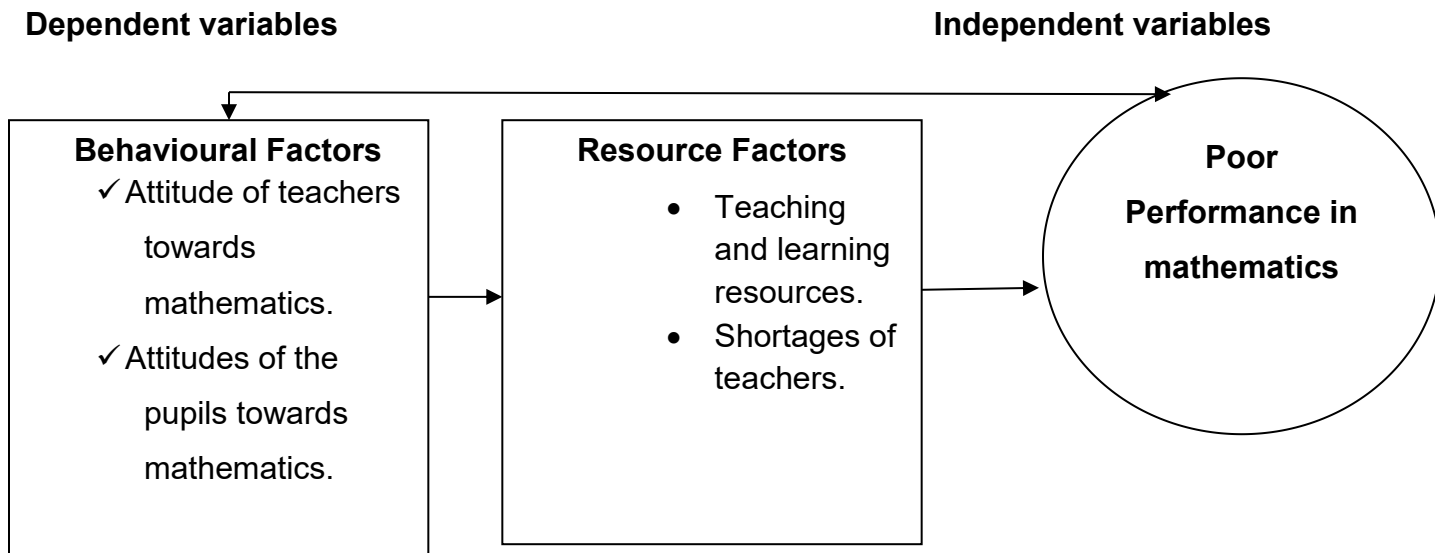 Dependent variables
Independent variables
Behavioural Factors
✓ Attitude of teachers
towards
mathematics.
✓ Attitudes of the
pupils towards
mathematics.
Resource Factors
• Teaching
and learning
resources.
• Shortages of
teachers.
Poor
Performance in
mathematics